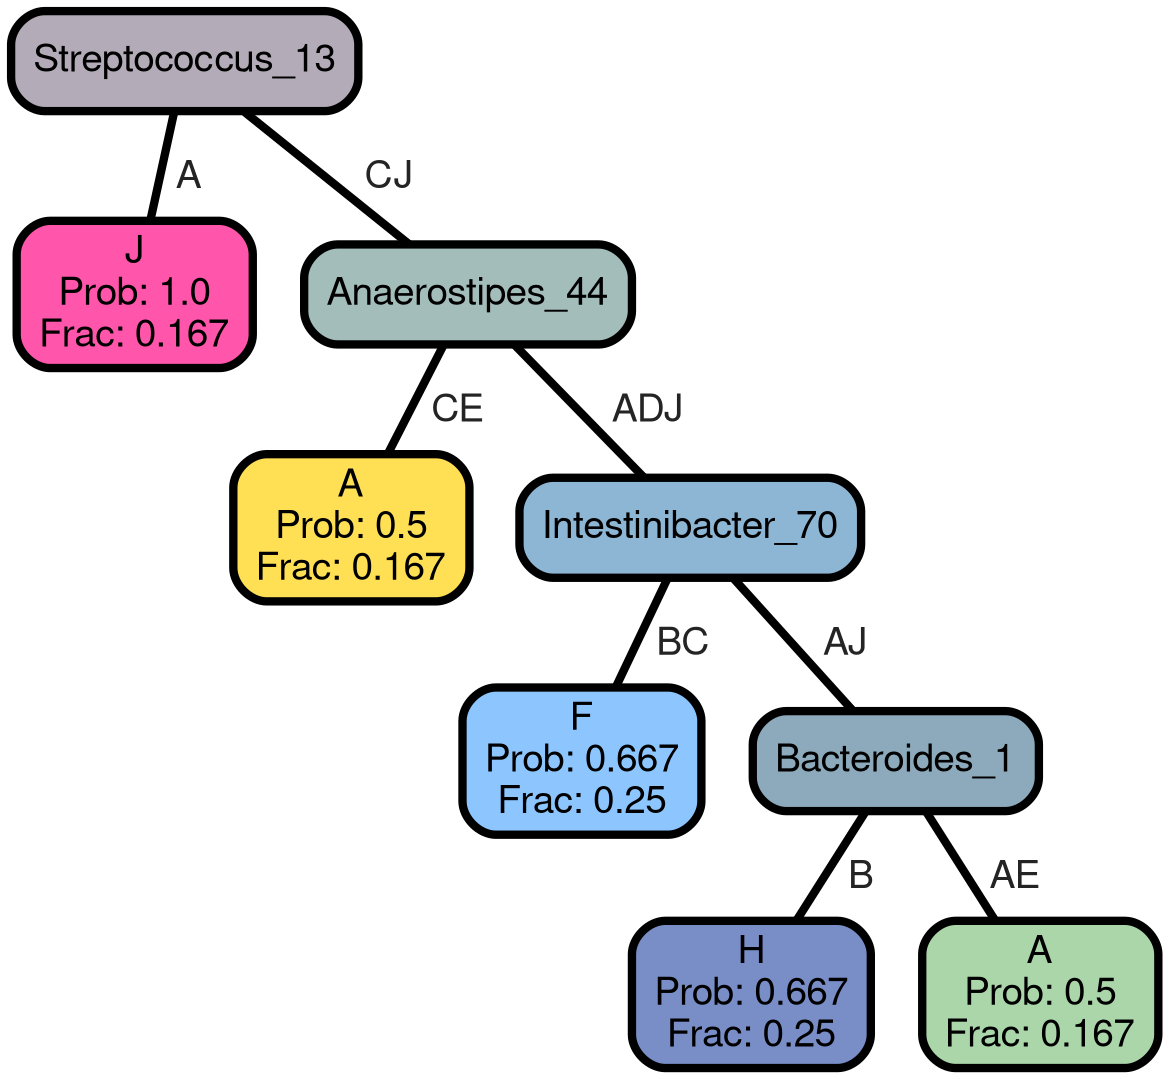 Streptococcus_13
A
CJ
J
Prob: 1.0
Frac: 0.167
Anaerostipes_44
CE
ADJ
A
Prob: 0.5
Frac: 0.167
Intestinibacter_70
BC
AJ
F
Prob: 0.667
Frac: 0.25
Bacteroides_1
B
AE
H
Prob: 0.667
Frac: 0.25
A
Prob: 0.5
Frac: 0.167